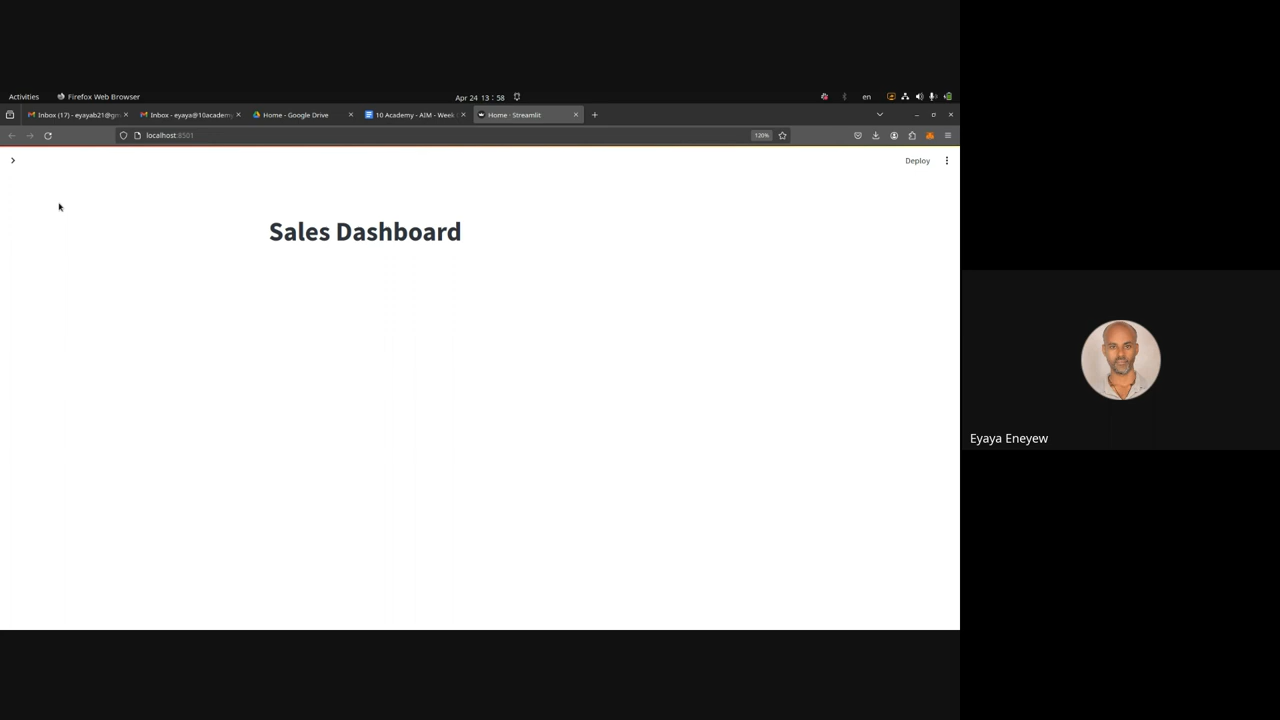 Activities Firefox Web Browser Apr 24 13:58 en
Inbox (17) - eyayab21@gm Inbox - eyaya@10academy Home - Google Drive 10 Academy - AIM - Week Home · Streamlit
localhost:8501 120%
Deploy
Sales Dashboard
Eyaya Eneyew